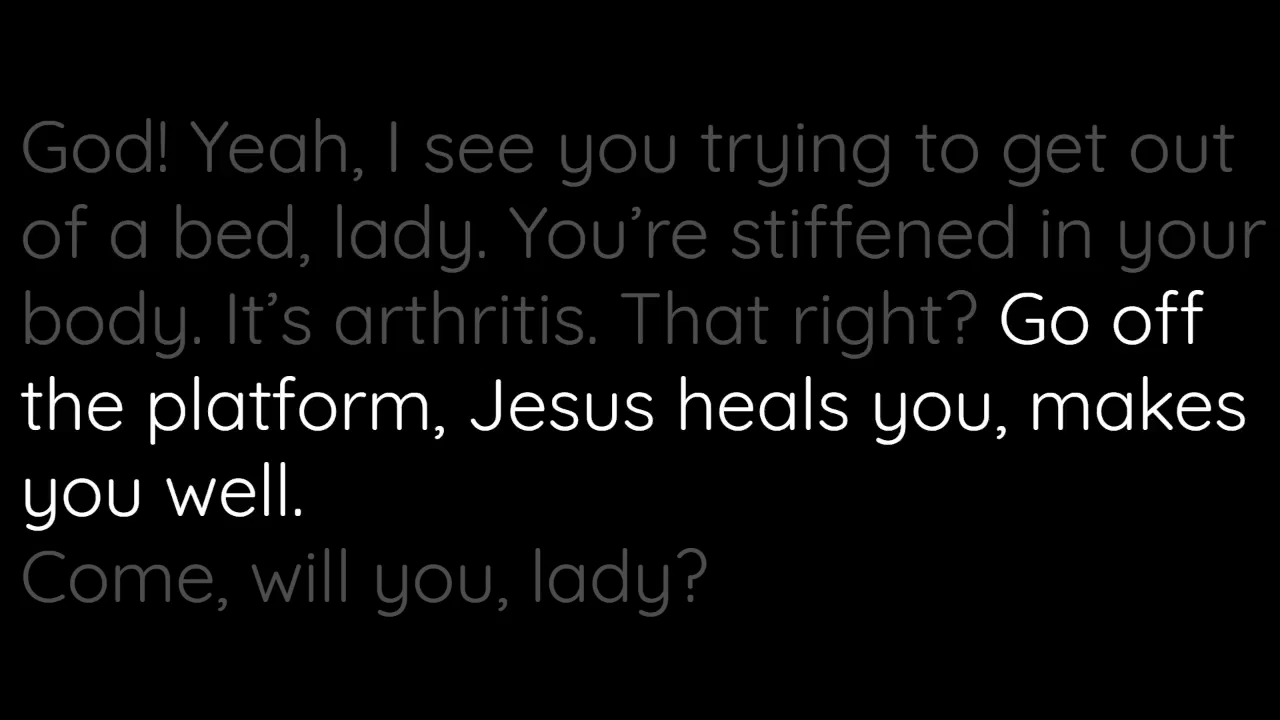 God! Yeah, I see you trying to get out
of a bed, lady. You’re stiffened in your
body. It’s arthritis. That right? Go off
the platform, Jesus heals you, makes
you well.
Come, will you, lady?